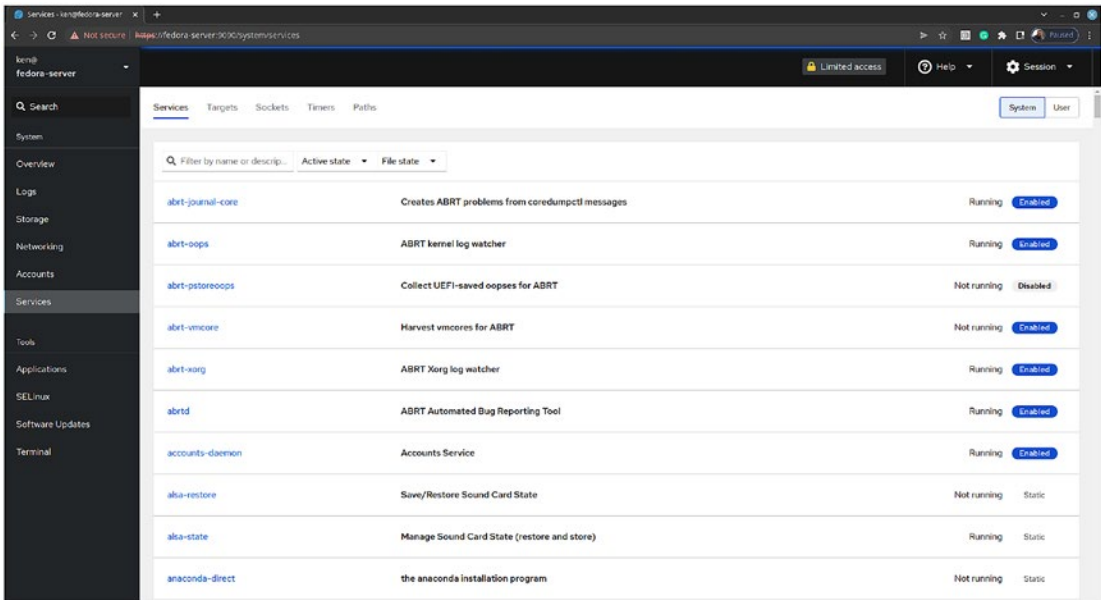 Services - ken@fedora-server
Not secure | https://fedora-server:9090/system/services
Paused
ken@
fedora-server
Limited access
Help
Session
Search
Services Targets Sockets Timers Paths
System User
System
Overview
Logs
Storage
Networking
Accounts
Services
Tools
Applications
SELinux
Software Updates
Terminal
Filter by name or descrip... Active state File state
abrt-journal-core Creates ABRT problems from coredumpctl messages Running Enabled
abrt-oops ABRT kernel log watcher Running Enabled
abrt-pstoreoops Collect UEFI-saved oopses for ABRT Not running Disabled
abrt-vmcore Harvest vmcores for ABRT Not running Enabled
abrt-xorg ABRT Xorg log watcher Running Enabled
abrtd ABRT Automated Bug Reporting Tool Running Enabled
accounts-daemon Accounts Service Running Enabled
alsa-restore Save/Restore Sound Card State Not running Static
alsa-state Manage Sound Card State (restore and store) Running Static
anaconda-direct the anaconda installation program Not running Static